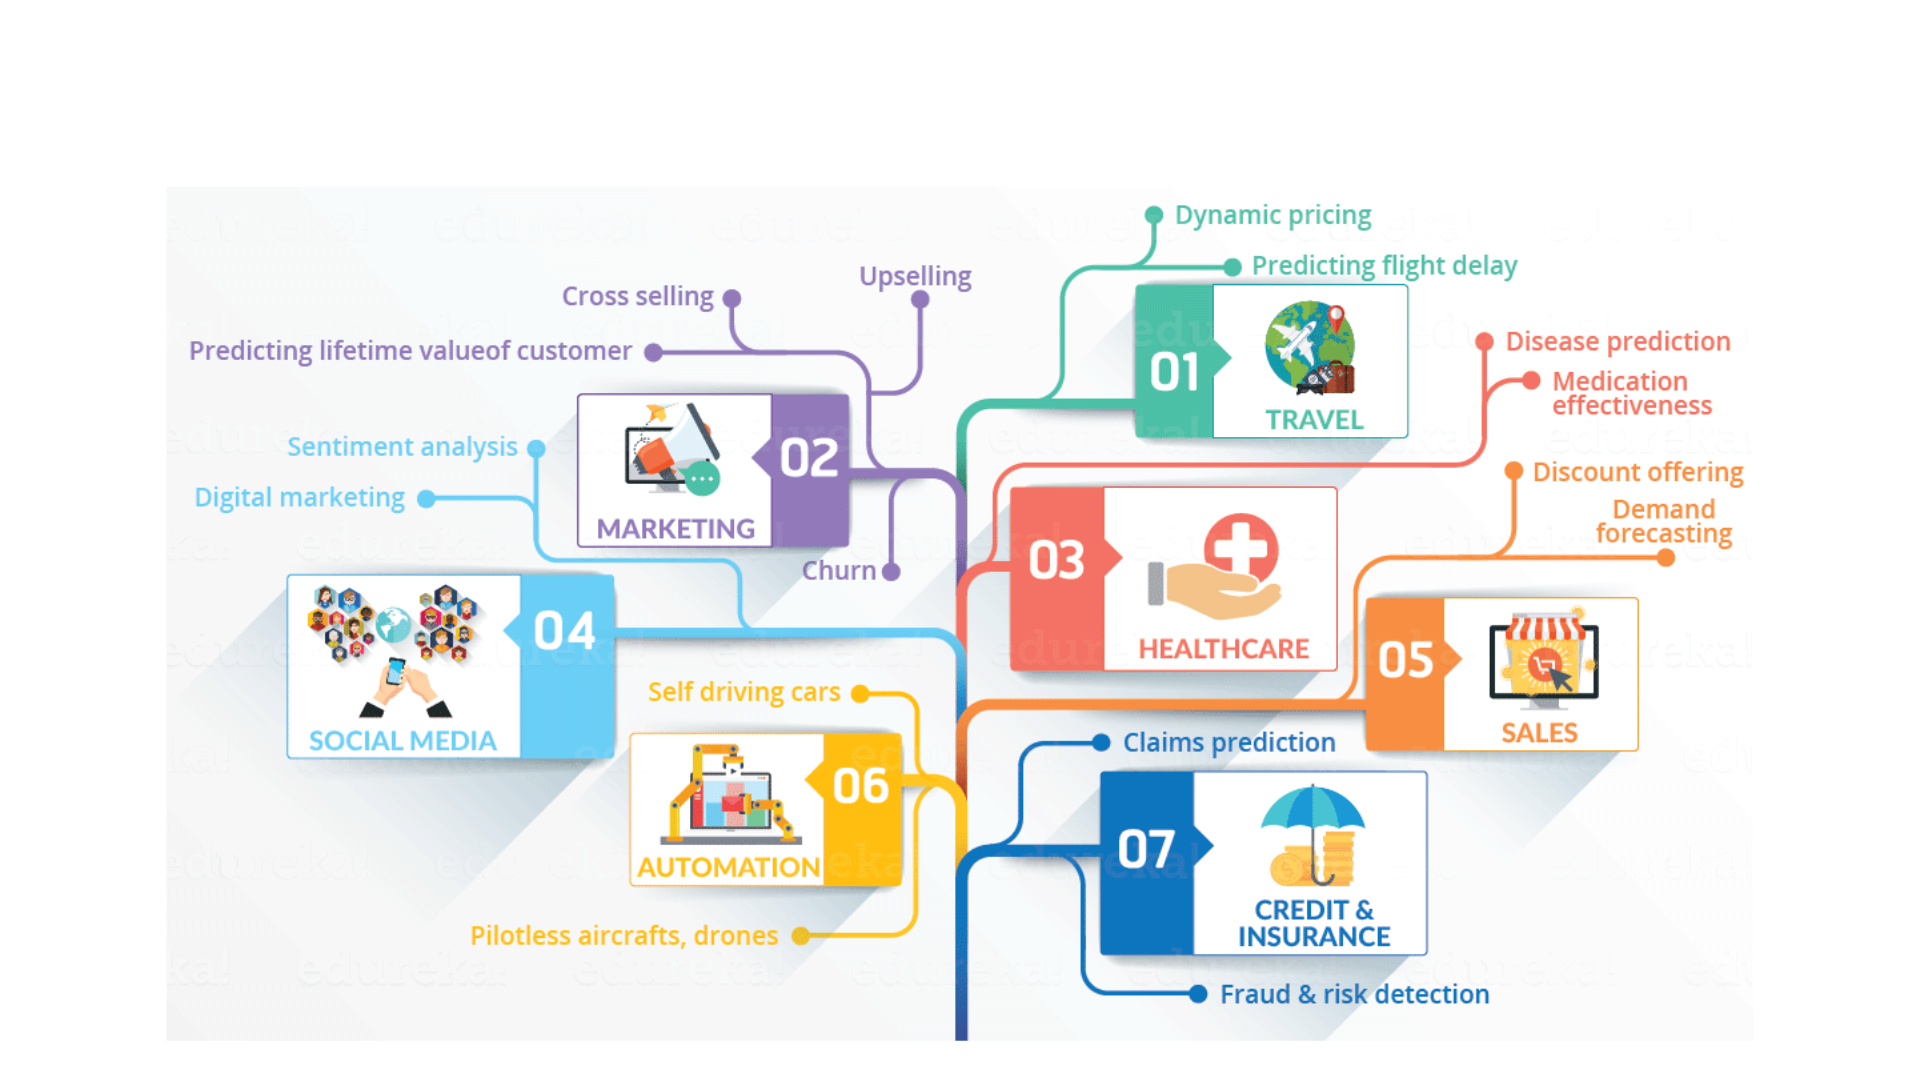 Dynamic pricing
Predicting flight delay
01
TRAVEL
Upselling
Cross selling
Predicting lifetime valueof customer
02
MARKETING
Churn
Disease prediction
Medication
effectiveness
03
HEALTHCARE
Sentiment analysis
Digital marketing
04
SOCIAL MEDIA
Discount offering
Demand
forecasting
05
SALES
Self driving cars
06
AUTOMATION
Pilotless aircrafts, drones
Claims prediction
07
CREDIT &
INSURANCE
Fraud & risk detection
edureka!